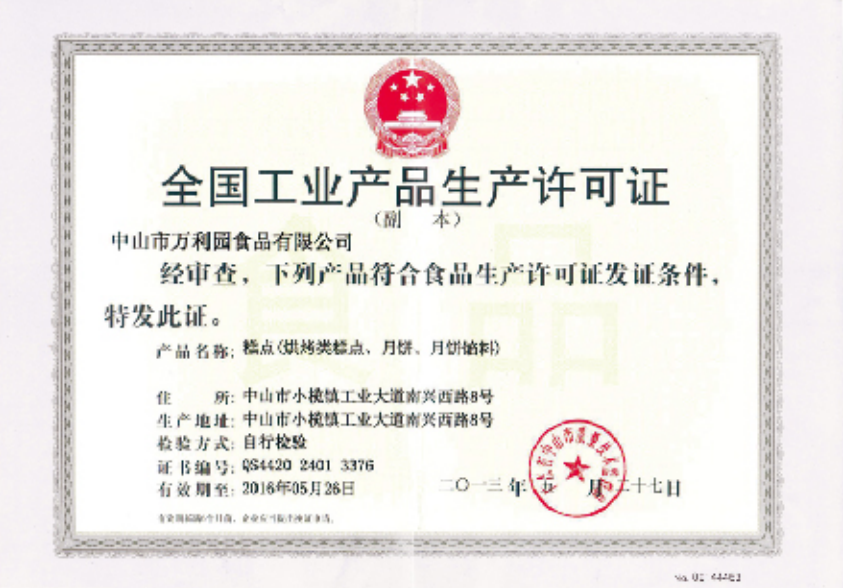 全国工业产品生产许可证
（副 本）
中山市万利园食品有限公司
经审查，下列产品符合食品生产许可证发证条件，
特发此证。
产品名称：糕点(烘烤类糕点、月饼、月饼馅料)
住 所：中山市小榄镇工业大道南兴西路8号
生产地址：中山市小榄镇工业大道南兴西路8号
检验方式：自行检验
证书编号：QS4420 2401 3376
有效期至：2016年05月26日
二〇一三年五月二十七日